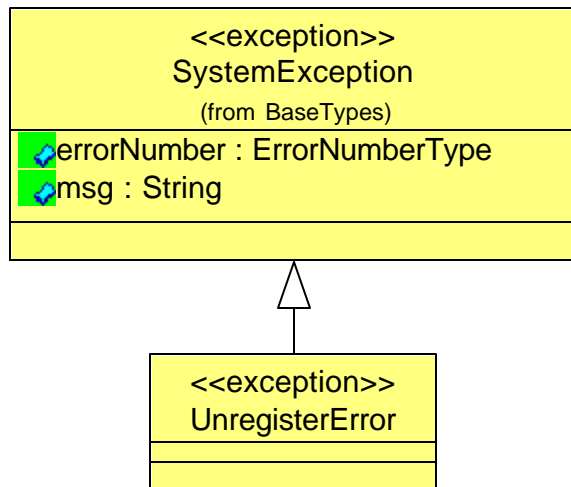 <<exception>>
SystemException
(from BaseTypes)
errorNumber : ErrorNumberType
msg : String
<<exception>>
UnregisterError